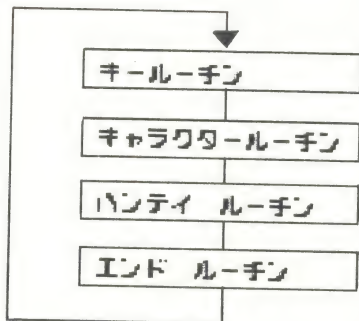 キールーチン
キャラクタールーチン
ハンテイ ルーチン
エンド ルーチン